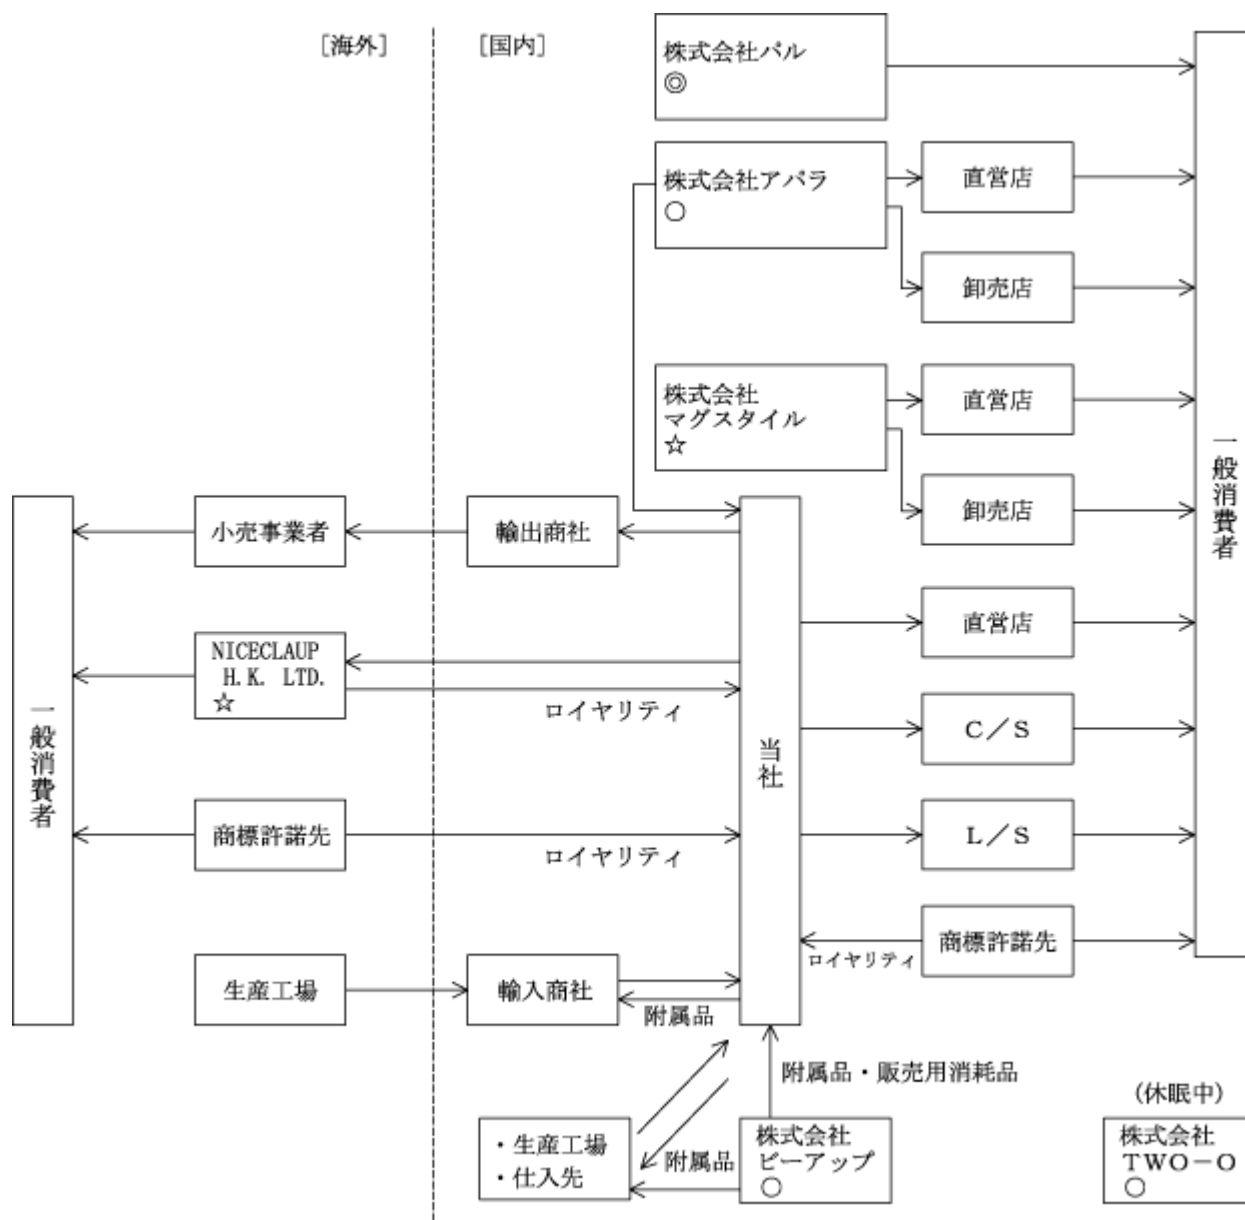 ［海外］
［国内］
株式会社パル
◎
株式会社アパラ
○
直営店
卸売店
株式会社
マグスタイル
☆
直営店
卸売店
一般消費者
小売事業者
輸出商社
直営店
NICECLAUP
H.K. LTD.
☆
ロイヤリティ
C／S
一般消費者
当社
商標許諾先
ロイヤリティ
L／S
商標許諾先
ロイヤリティ
生産工場
輸入商社
附属品
附属品・販売用消耗品
（休眠中）
・生産工場
・仕入先
附属品
株式会社
ピーアップ
○
株式会社
TWO－O
○